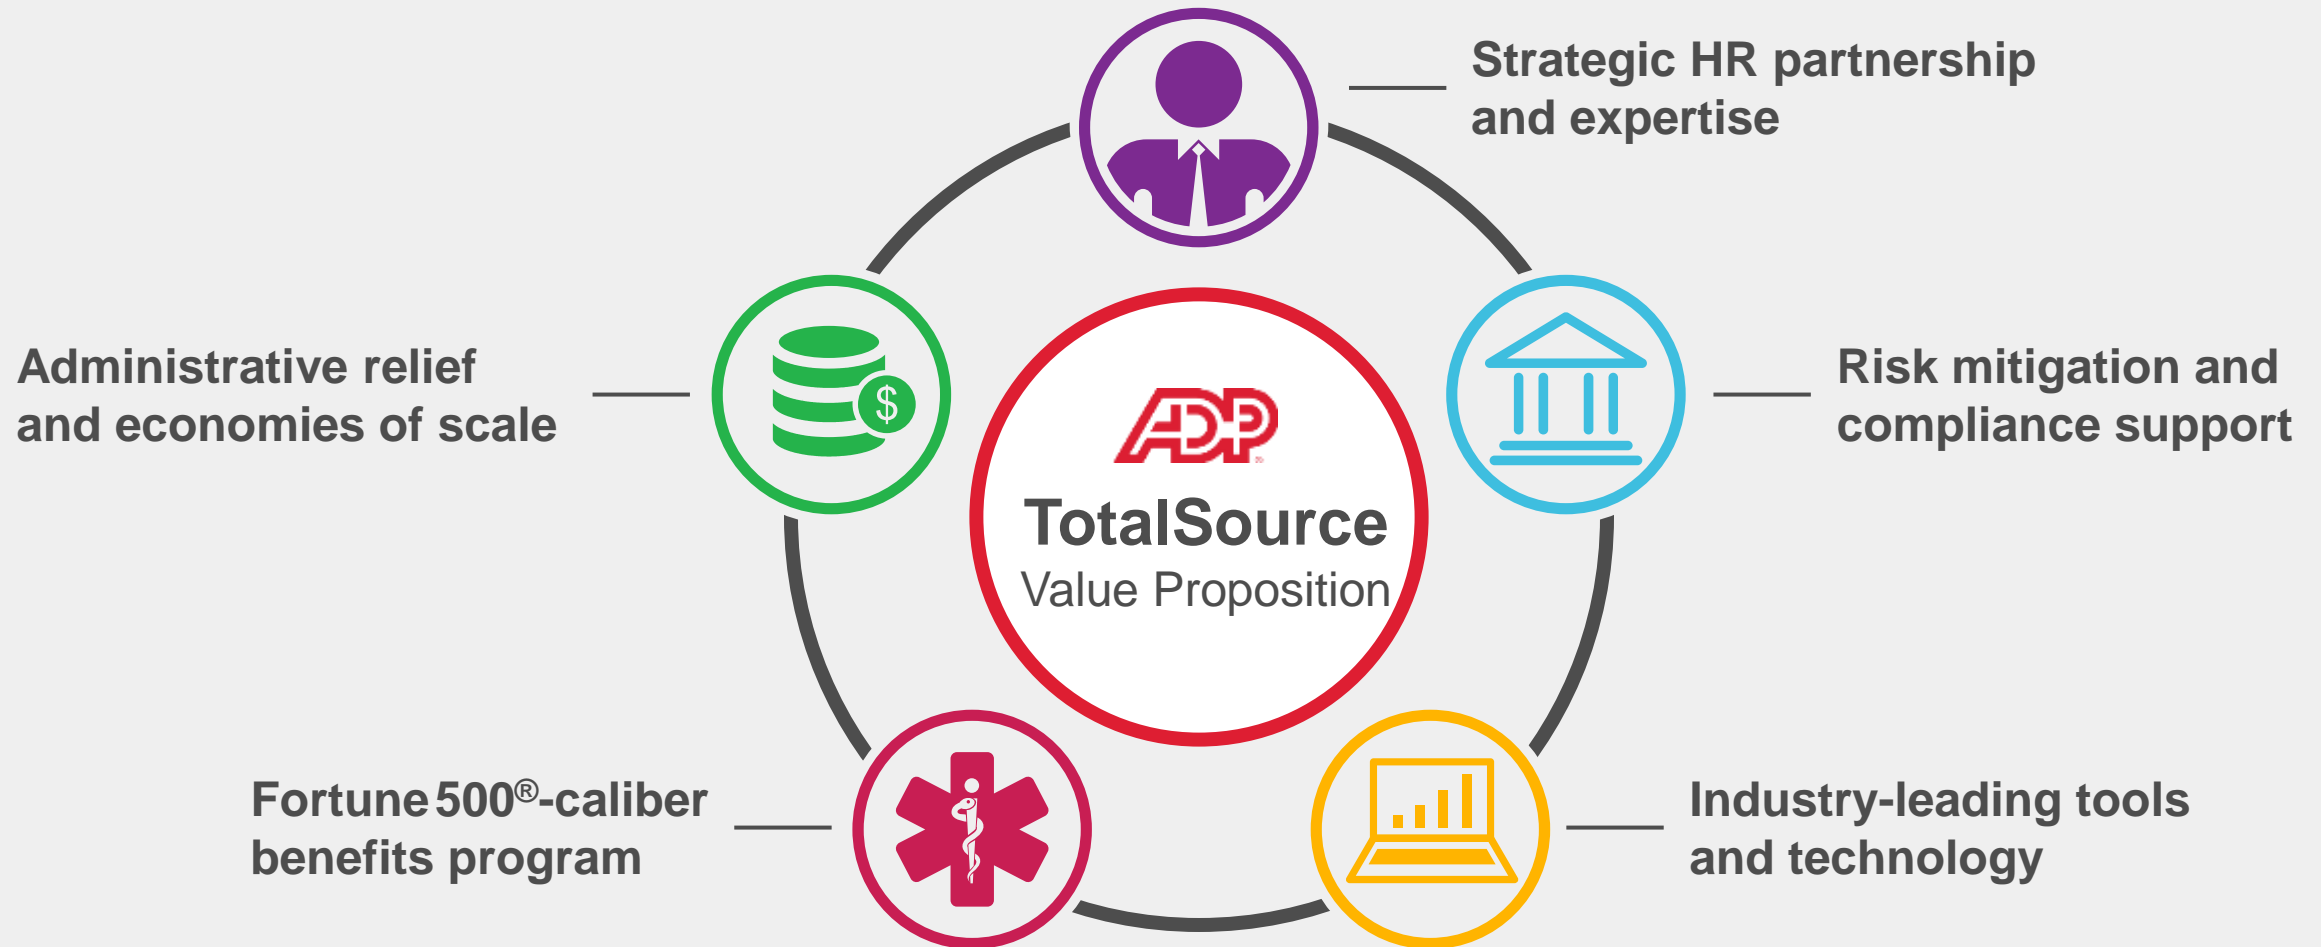 Strategic HR partnership
and expertise
Administrative relief
and economies of scale
$
ADP®
TotalSource
Value Proposition
Risk mitigation and
compliance support
Fortune 500®-caliber
benefits program
Industry-leading tools
and technology